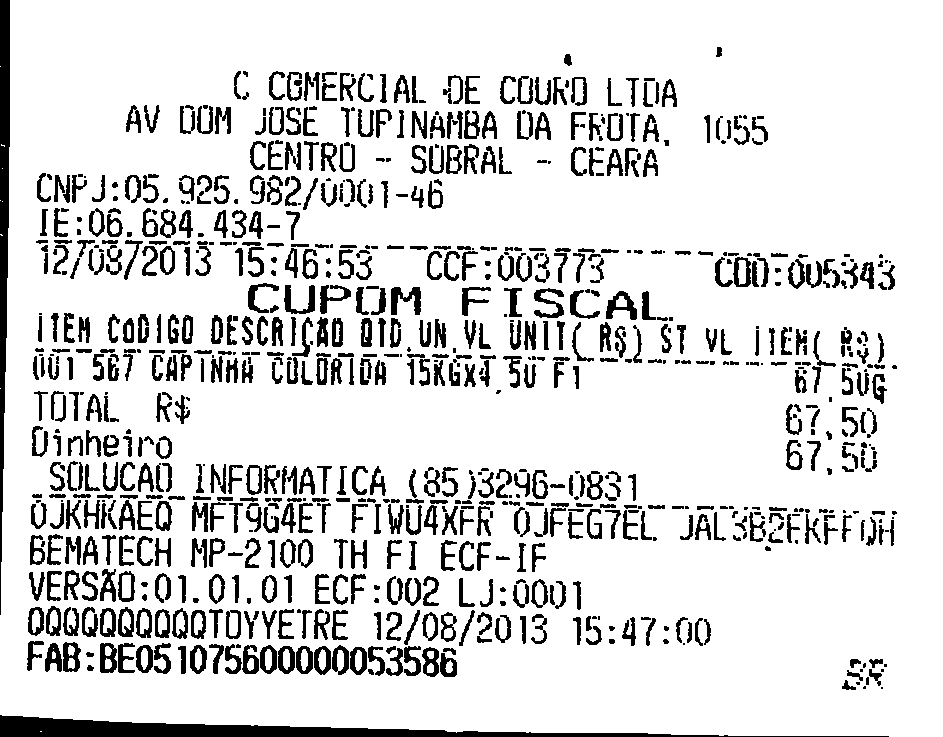 C COMERCIAL DE COURO LTDA
AV DOM JOSE TUPINAMBA DA FROTA, 1055
CENTRO - SOBRAL - CEARA
CNPJ:05.925.982/0001-46
IE:06.684.434-7
12/08/2013 15:46:53 CCF:003773 COO:005343
CUPOM FISCAL
ITEM CODIGO DESCRIÇÃO QTD.UN.VL UNIT( R$) ST VL ITEM( R$)
001 567 CAPINHA COLORIDA 15KGX4,50 F1 67,50G
TOTAL R$ 67,50
Dinheiro 67,50
SOLUCAO INFORMATICA (85)3296-0831
OJKHKAEQ MFT9G4ET FIWU4XFR OJFEG7EL
BEMATECH MP-2100 TH FI ECF-IF
VERSÃO:01.01.01 ECF:002 LJ:0001
QQQQQQQQQQTOYYETRE 12/08/2013 15:47:00
FAB:BE051075600000053586
BR